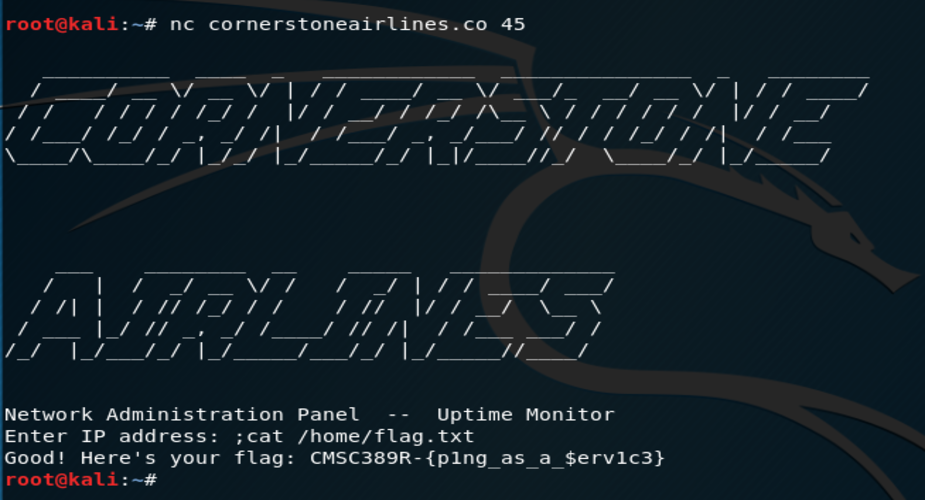 root@kali:~# nc cornerstoneairlines.co 45
CORNERSTONE
AIRLINES
Network Administration Panel  --  Uptime Monitor
Enter IP address: ;cat /home/flag.txt
Good! Here's your flag: CMSC389R-{p1ng_as_a_$erv1c3}
root@kali:~#